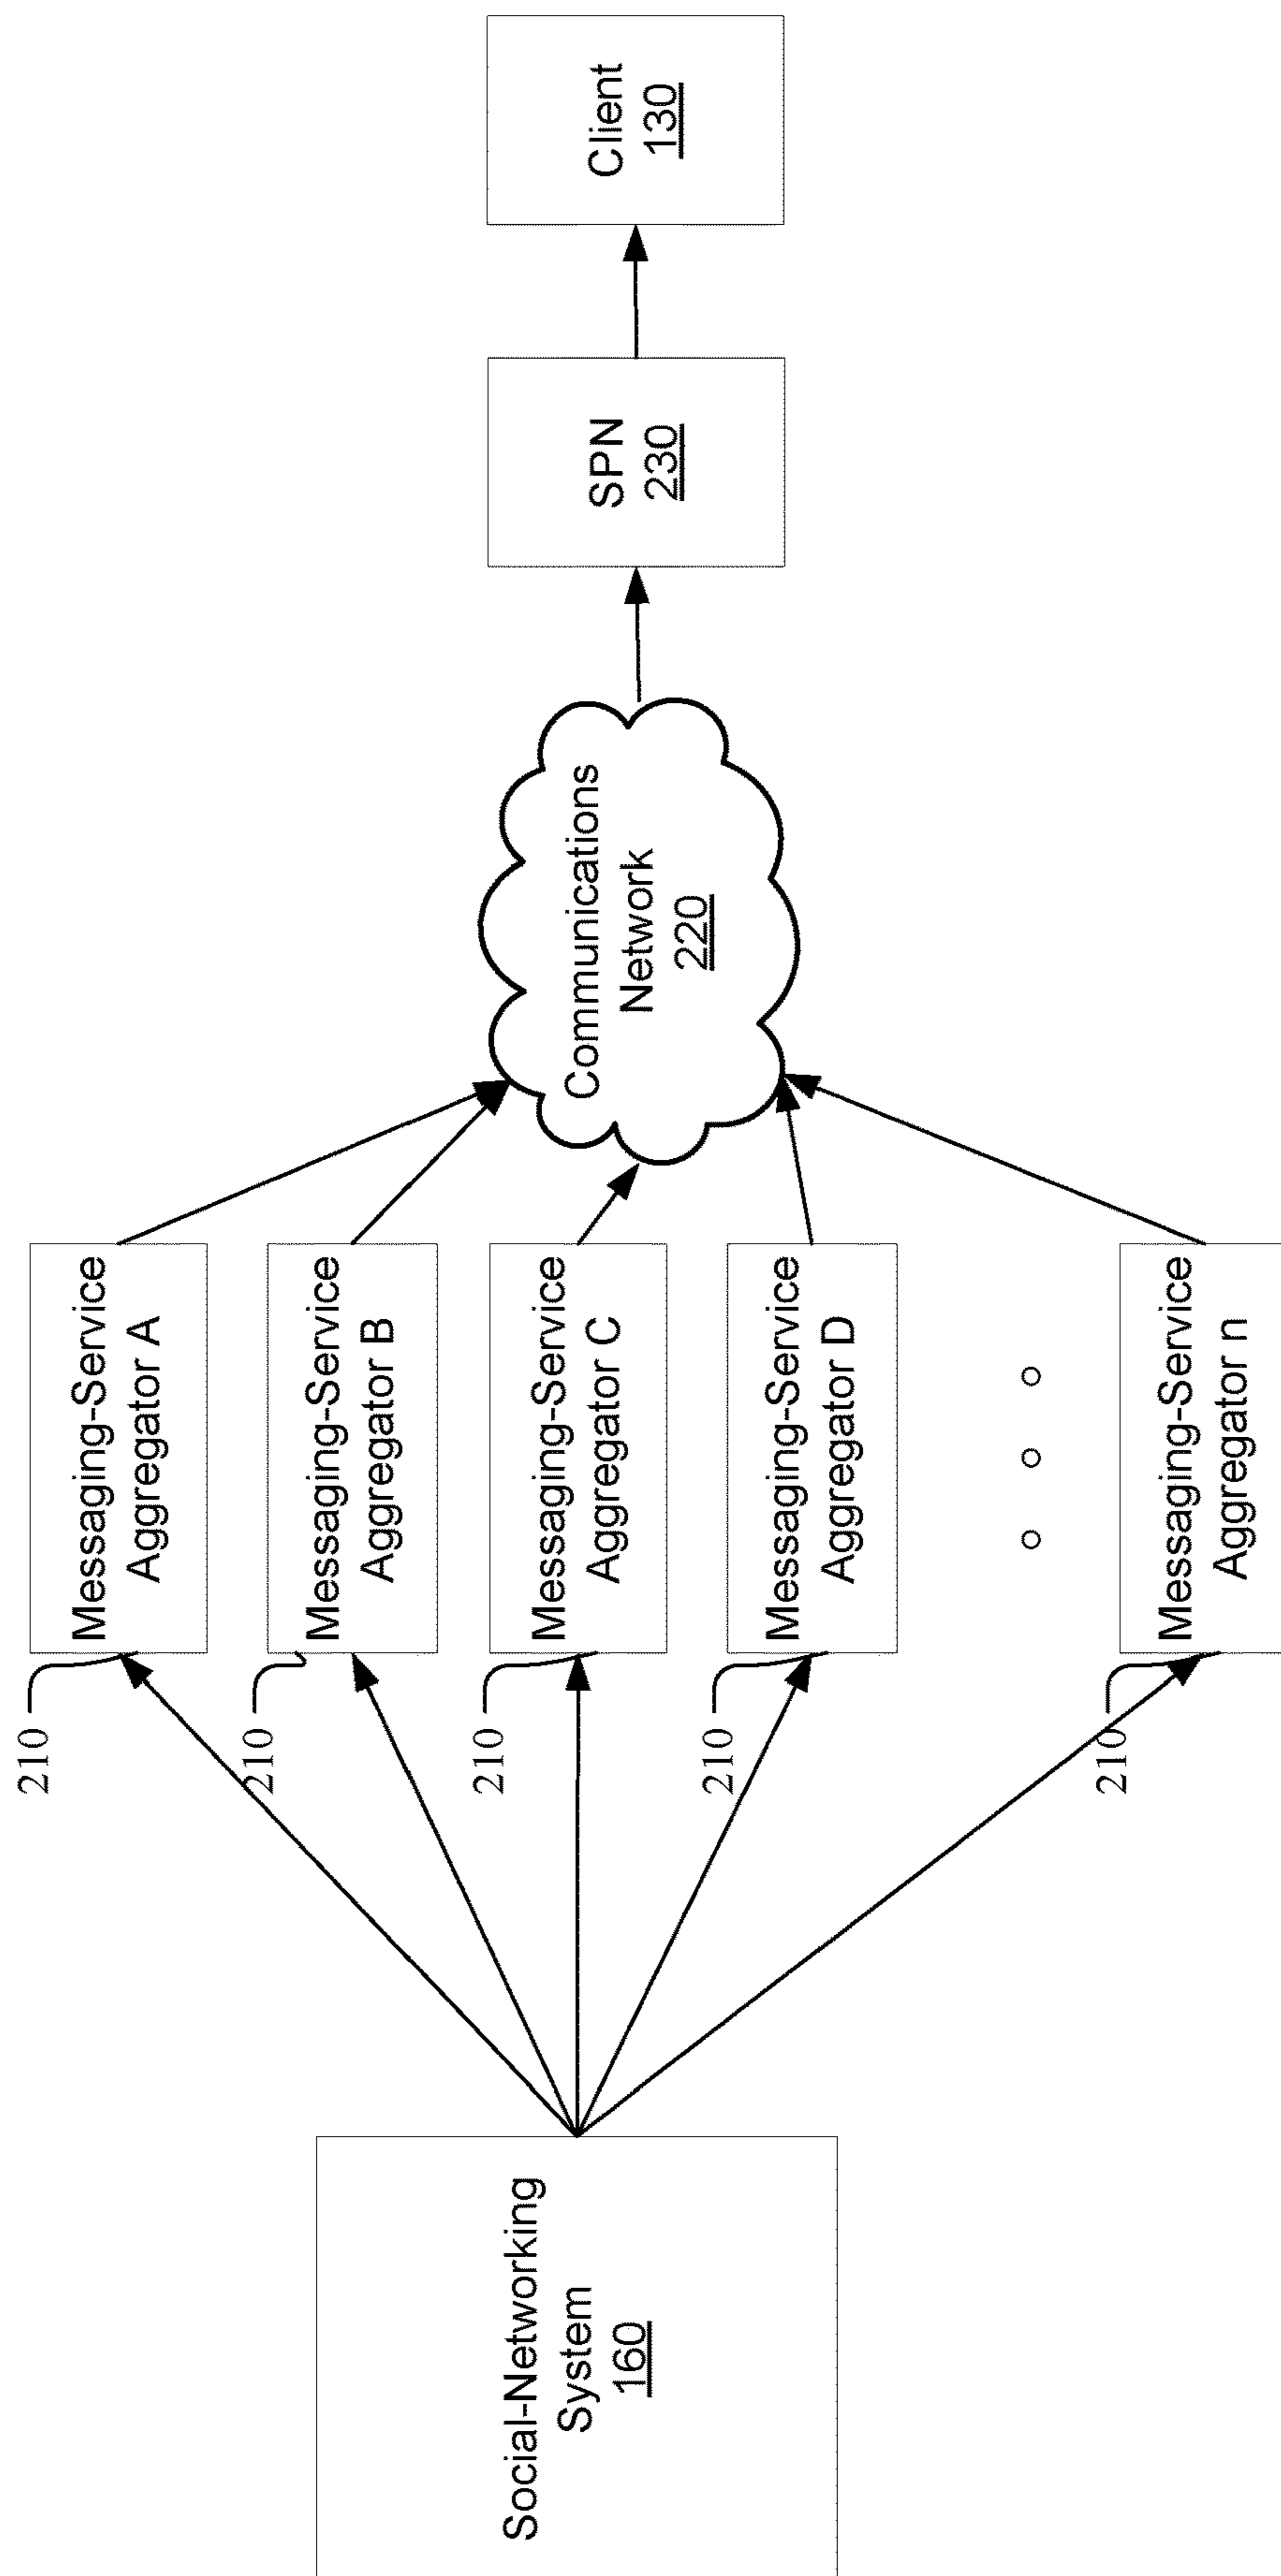 Social-Networking
System
160
210
Messaging-Service
Aggregator A
210
Messaging-Service
Aggregator B
210
Messaging-Service
Aggregator C
210
Messaging-Service
Aggregator D
210
Messaging-Service
Aggregator n
Communications
Network
220
SPN
230
Client
130